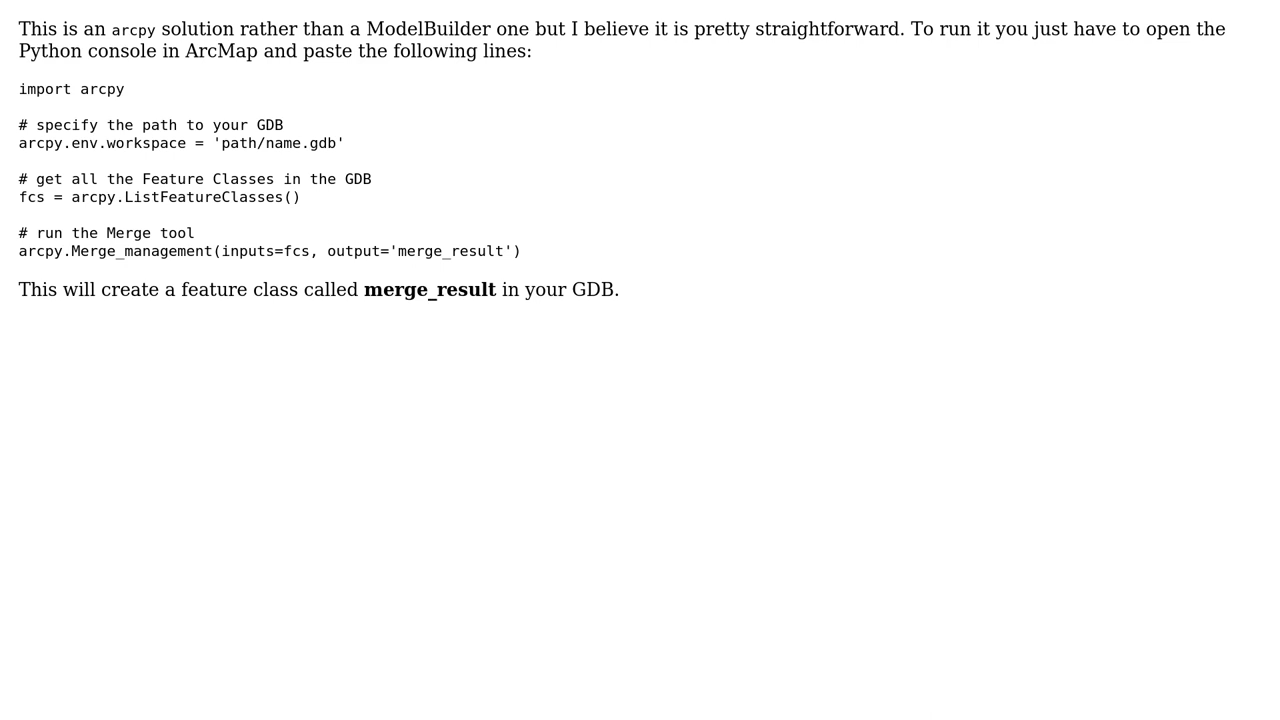 This is an arcpy solution rather than a ModelBuilder one but I believe it is pretty straightforward. To run it you just have to open the
Python console in ArcMap and paste the following lines:
import arcpy
# specify the path to your GDB
arcpy.env.workspace = 'path/name.gdb'
# get all the Feature Classes in the GDB
fcs = arcpy.ListFeatureClasses()
# run the Merge tool
arcpy.Merge_management(inputs=fcs, output='merge_result')
This will create a feature class called merge_result in your GDB.